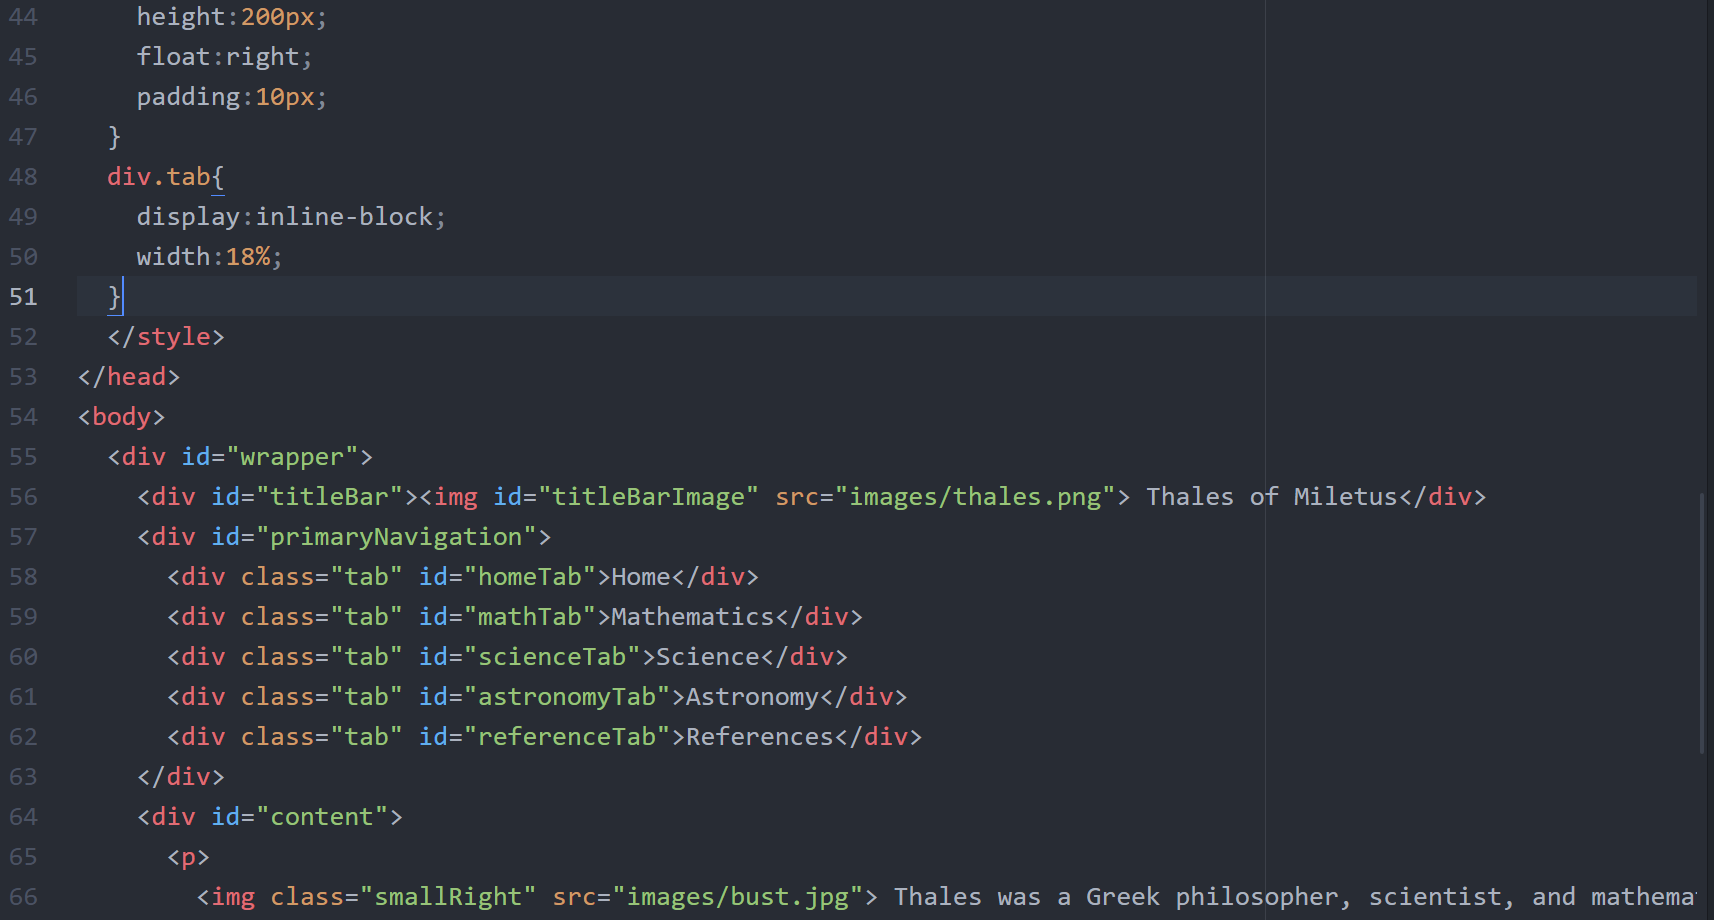 44 height:200px;
45 float:right;
46 padding:10px;
47 }
48 div.tab{
49 display:inline-block;
50 width:18%;
51 }
52 </style>
53 </head>
54 <body>
55 <div id="wrapper">
56 <div id="titleBar"><img id="titleBarImage" src="images/thales.png"> Thales of Miletus</div>
57 <div id="primaryNavigation">
58 <div class="tab" id="homeTab">Home</div>
59 <div class="tab" id="mathTab">Mathematics</div>
60 <div class="tab" id="scienceTab">Science</div>
61 <div class="tab" id="astronomyTab">Astronomy</div>
62 <div class="tab" id="referenceTab">References</div>
63 </div>
64 <div id="content">
65 <p>
66 <img class="smallRight" src="images/bust.jpg"> Thales was a Greek philosopher, scientist, and mathema